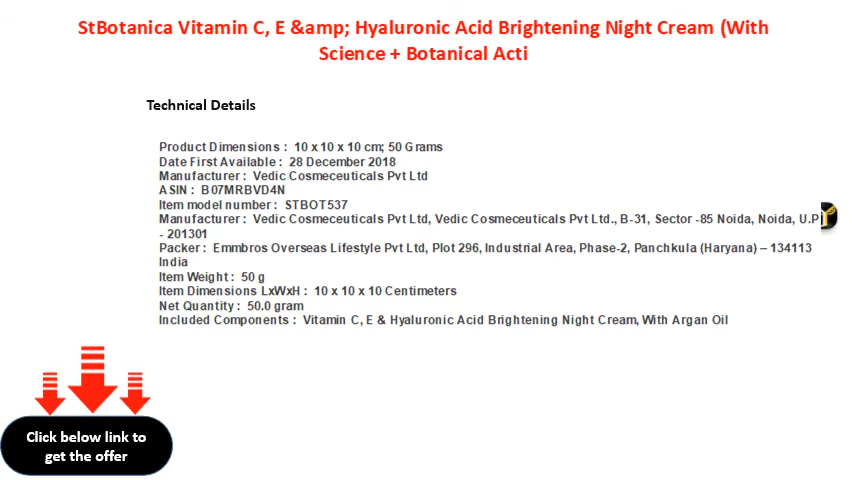 StBotanica Vitamin C, E &amp; Hyaluronic Acid Brightening Night Cream (With
Science + Botanical Acti
Technical Details
Product Dimensions : 10 x 10 x 10 cm; 50 Grams
Date First Available : 28 December 2018
Manufacturer : Vedic Cosmeceuticals Pvt Ltd
ASIN : B07MRBVD4N
Item model number : STBOT537
Manufacturer : Vedic Cosmeceuticals Pvt Ltd, Vedic Cosmeceuticals Pvt Ltd., B-31, Sector -85 Noida, Noida, U.P
- 201301
Packer : Emmbros Overseas Lifestyle Pvt Ltd, Plot 296, Industrial Area, Phase-2, Panchkula (Haryana) – 134113
India
Item Weight : 50 g
Item Dimensions LxWxH : 10 x 10 x 10 Centimeters
Net Quantity : 50.0 gram
Included Components : Vitamin C, E & Hyaluronic Acid Brightening Night Cream, With Argan Oil
Click below link to
get the offer